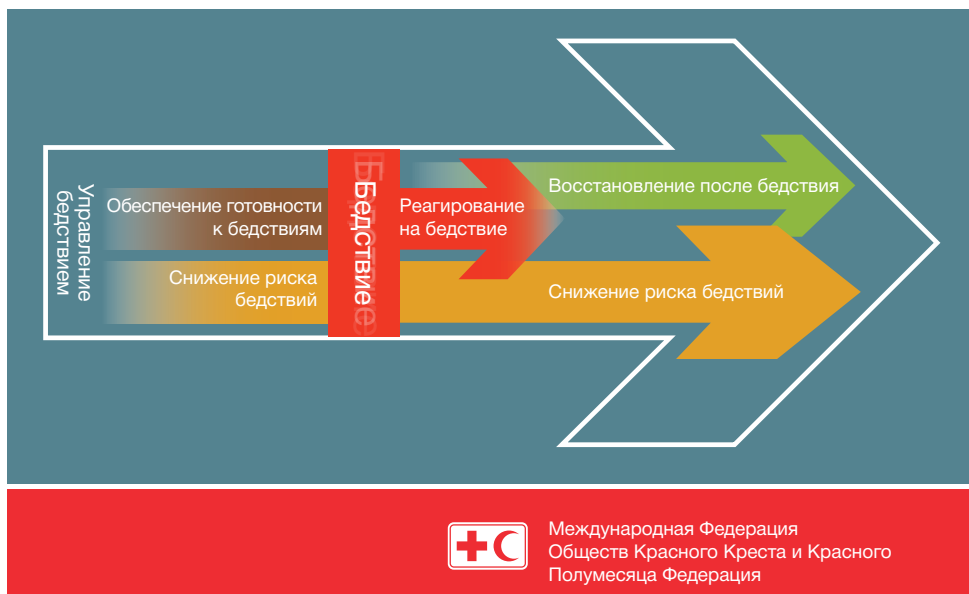 Управление
бедствием
Обеспечение готовности
к бедствиям
Снижение риска
бедствий
Бедствие
Реагирование
на бедствие
Восстановление после бедствия
Снижение риска бедствий
Международная Федерация
Обществ Красного Креста и Красного
Полумесяца Федерация